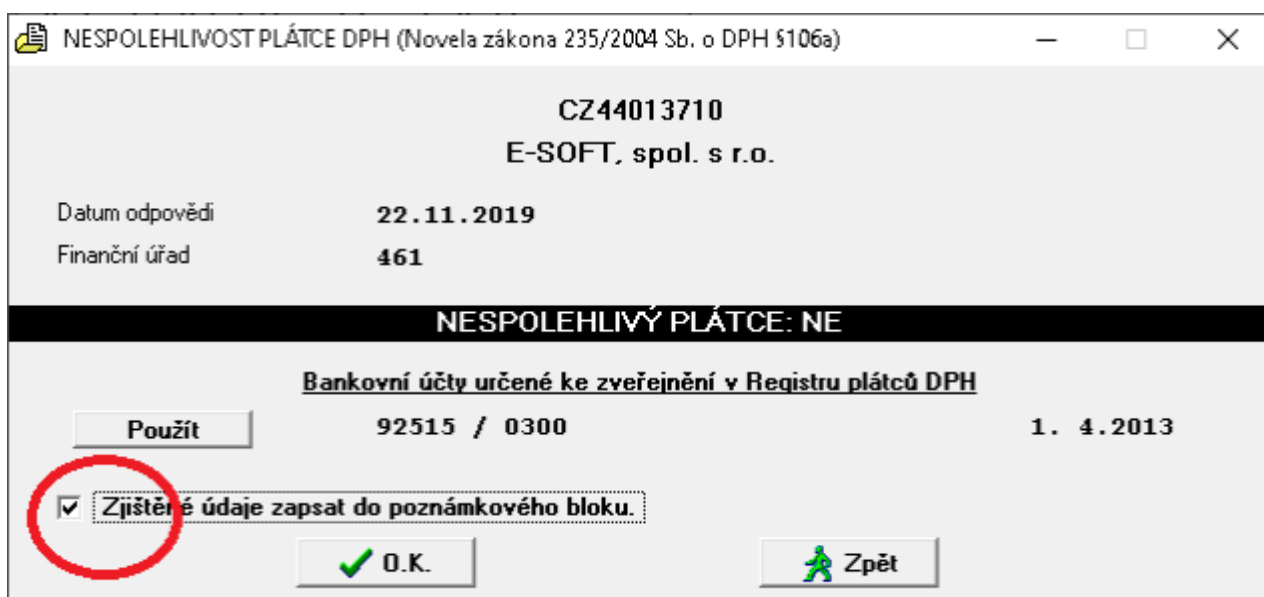 NESPOLEHLIVOST PLÁTCE DPH (Novela zákona 235/2004 Sb. o DPH §106a)
CZ44013710
E-SOFT, spol. s r.o.
Datum odpovědi 22.11.2019
Finanční úřad 461
NESPOLEHLIVÝ PLÁTCE: NE
Bankovní účty určené ke zveřejnění v Registru plátců DPH
Použít 92515 / 0300 1. 4.2013
Zjištěné údaje zapsat do poznámkového bloku.
O.K. Zpět